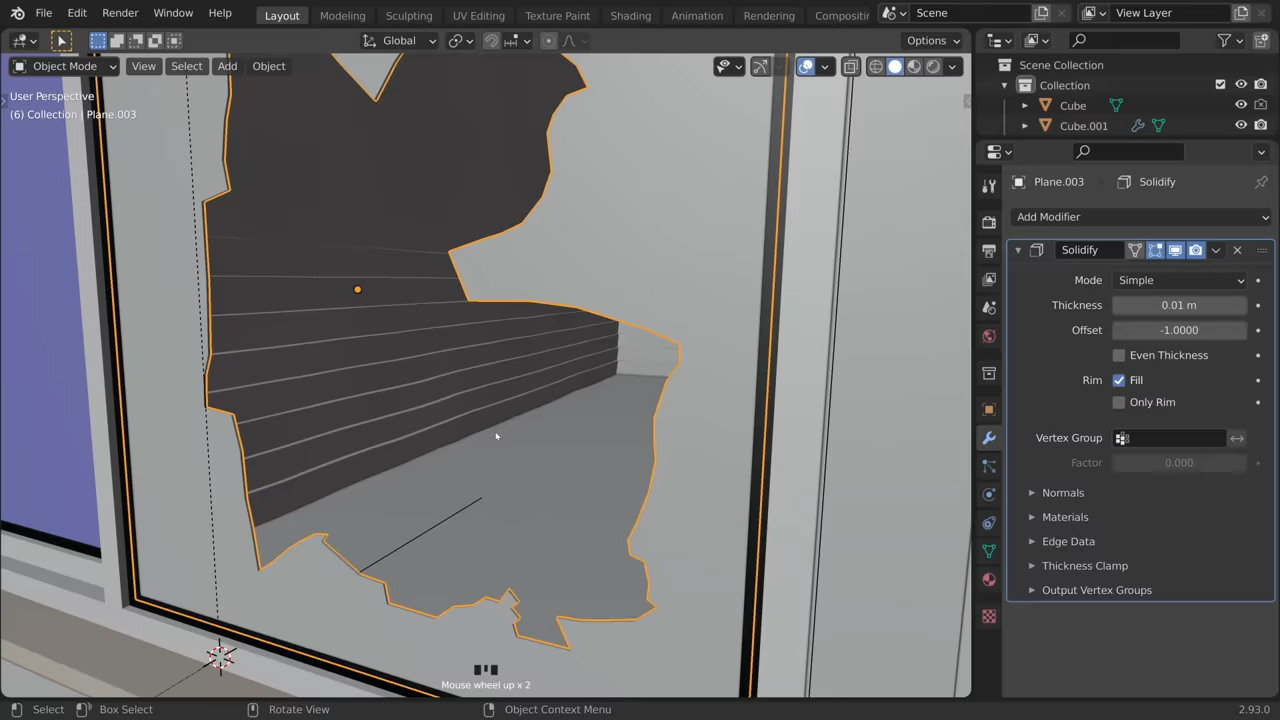 File Edit Render Window Help Layout Modeling Sculpting UV Editing Texture Paint Shading Animation Rendering Compositin Scene View Layer
Global Options
Object Mode View Select Add Object
User Perspective
(6) Collection | Plane.003
Mouse wheel up x 2
Scene Collection
Collection
Cube
Cube.001
Plane.003 Solidify
Add Modifier
Solidify
Mode Simple
Thickness 0.01 m
Offset -1.0000
Even Thickness
Rim Fill
Only Rim
Vertex Group
Factor 0.000
Normals
Materials
Edge Data
Thickness Clamp
Output Vertex Groups
Select Box Select Rotate View Object Context Menu 2.93.0